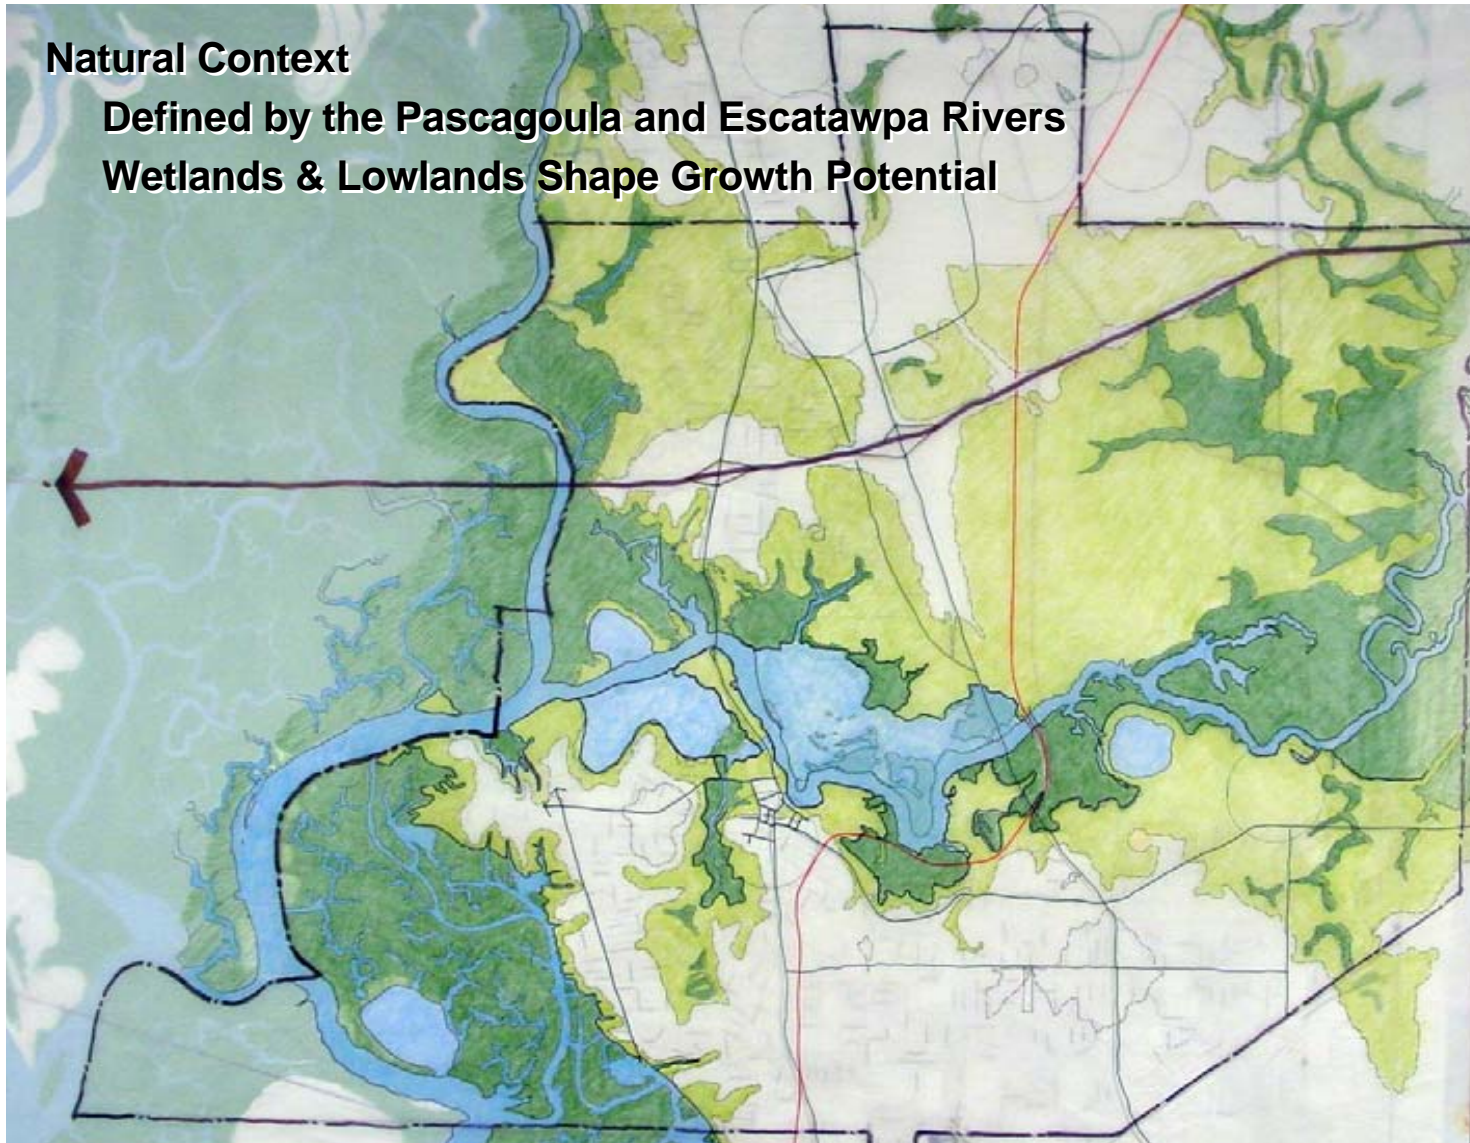 Natural Context
Defined by the Pascagoula and Escatawpa Rivers
Wetlands & Lowlands Shape Growth Potential